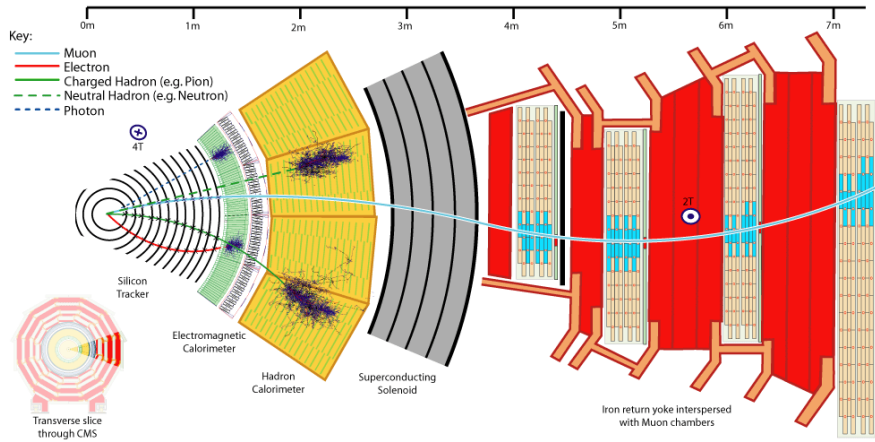 0m 1m 2m 3m 4m 5m 6m 7m
Key:
Muon
Electron
Charged Hadron (e.g. Pion)
Neutral Hadron (e.g. Neutron)
Photon
4T
2T
Silicon
Tracker
Electromagnetic
Calorimeter
Hadron
Calorimeter
Superconducting
Solenoid
Iron return yoke interspersed
with Muon chambers
Transverse slice
through CMS